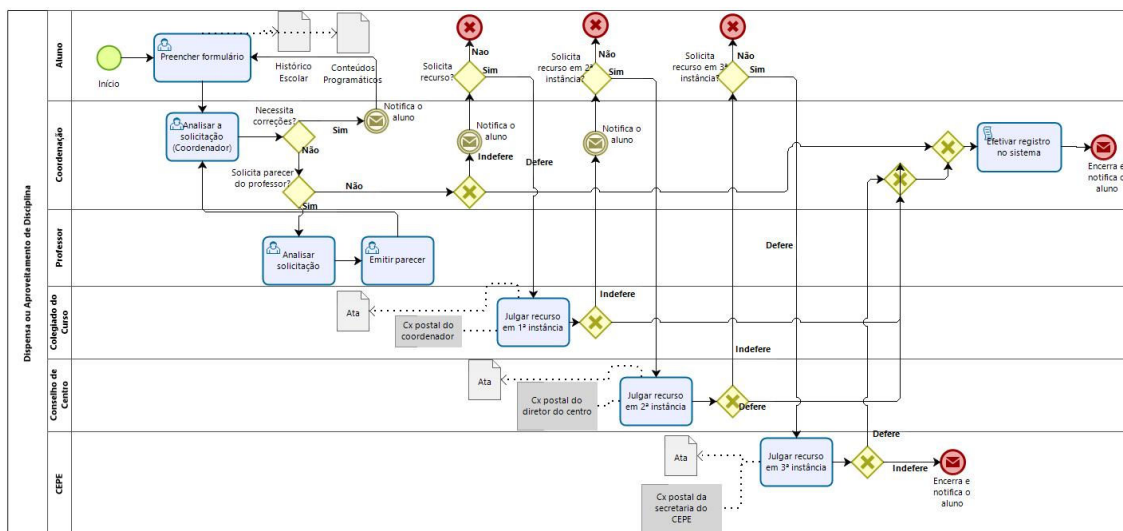 Dispensa ou Aproveitamento de Disciplina
Aluno
Início
Preencher formulário
Histórico
Escolar
Conteúdos
Programáticos
Solicita
recurso?
Nao
Sim
Solicita
recurso em 2ª
instância?
Não
Sim
Solicita
recurso em 3ª
instância?
Não
Sim
Coordenação
Analisar a
solicitação
(Coordenador)
Necessita
correções?
Sim
Não
Notifica o
aluno
Solicita parecer
do professor?
Não
Sim
Notifica o
aluno
Indefere
Defere
Notifica o
aluno
Efetivar registro
no sistema
Encerra e
notifica o
aluno
Professor
Analisar
solicitação
Emitir parecer
Defere
Colegiado do
Curso
Ata
Cx postal do
coordenador
Julgar recurso
em 1ª instância
Indefere
Conselho de
Centro
Ata
Cx postal do
diretor do centro
Julgar recurso
em 2ª instância
Indefere
Defere
CEPE
Ata
Cx postal da
secretaria do
CEPE
Julgar recurso
em 3ª instância
Defere
Indefere
Encerra e
notifica o
aluno